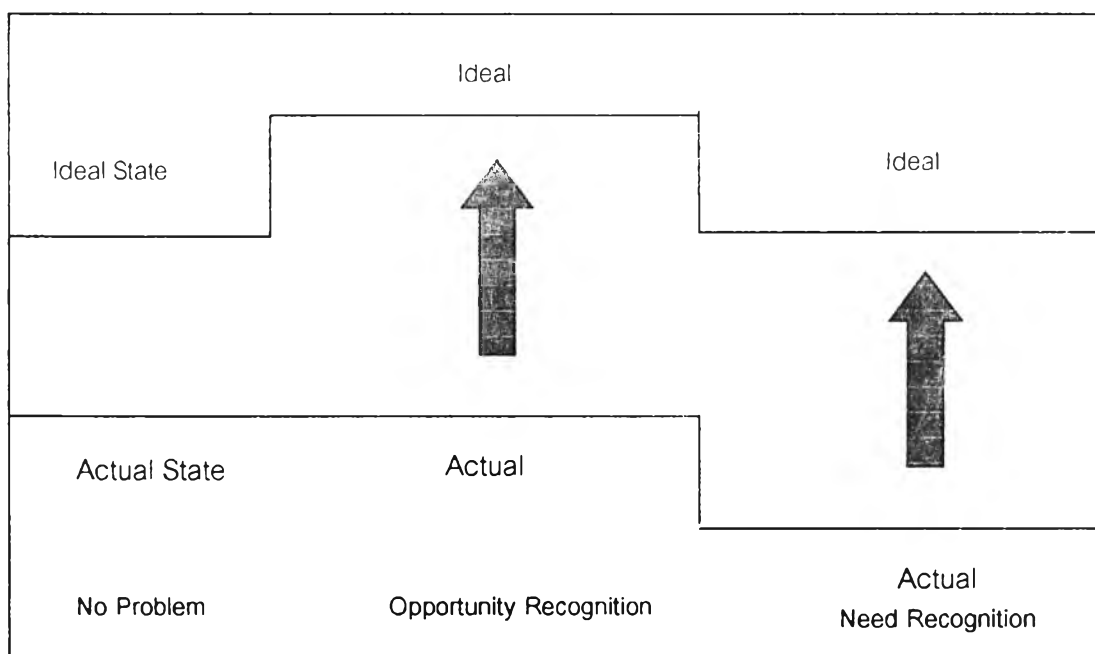 Ideal
Ideal State
Ideal
Actual State
Actual
Actual
No Problem
Opportunity Recognition
Need Recognition